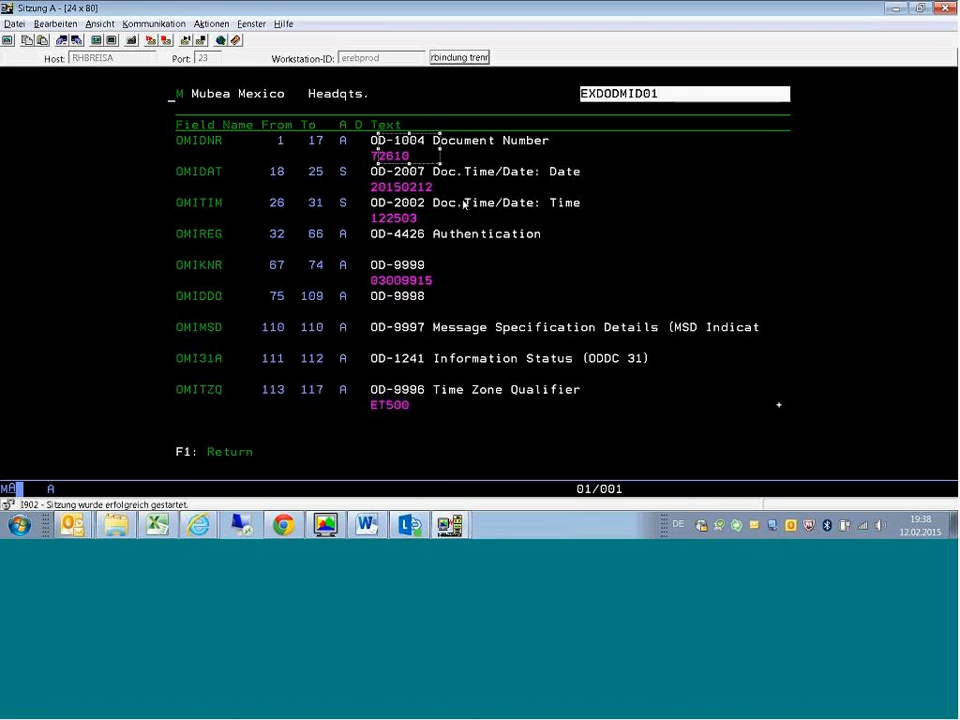 Sitzung A - [24 x 80]
Datei Bearbeiten Ansicht Kommunikation Aktionen Fenster Hilfe
Host: RHBREISA Port: 23 Workstation-ID: erebprod rbindung trenr
M Mubea Mexico Headqts. EXDODMID01
Field Name From To A D Text
OMIDNR 1 17 A OD-1004 Document Number
72610
OMIDAT 18 25 S OD-2007 Doc.Time/Date: Date
20150212
OMITIM 26 31 S OD-2002 Doc.Time/Date: Time
122503
OMIREG 32 66 A OD-4426 Authentication
OMIKNR 67 74 A OD-9999
03009915
OMIDDO 75 109 A OD-9998
OMIMSD 110 110 A OD-9997 Message Specification Details (MSD Indicat
OMI31A 111 112 A OD-1241 Information Status (ODDC 31)
OMITZQ 113 117 A OD-9996 Time Zone Qualifier
ET500 +
F1: Return
MA A 01/001
I902 - Sitzung wurde erfolgreich gestartet.
DE 19:38
12.02.2015